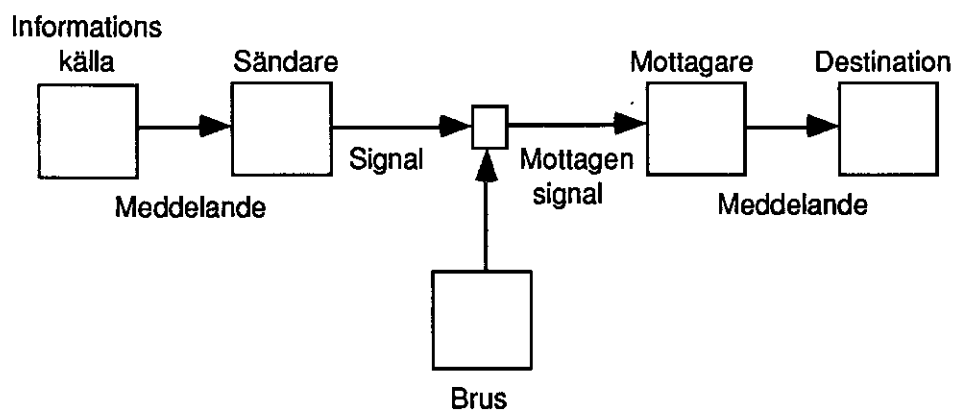 Informations
källa
Sändare
Mottagare
Destination
Signal
Mottagen
signal
Meddelande
Meddelande
Brus